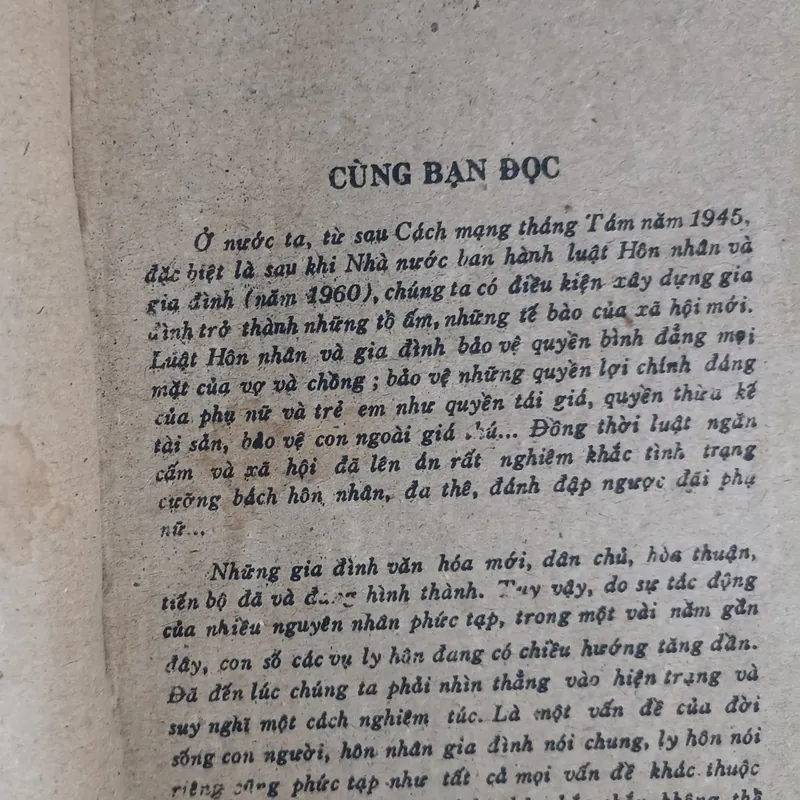 CÙNG BẠN ĐỌC
Ở nước ta, từ sau Cách mạng tháng Tám năm 1945,
đặc biệt là sau khi Nhà nước ban hành luật Hôn nhân và
gia đình (năm 1960), chúng ta có điều kiện xây dựng gia
đình trở thành những tổ ấm, những tế bào của xã hội mới.
Luật Hôn nhân và gia đình bảo vệ quyền bình đẳng mọi
mặt của vợ và chồng ; bảo vệ những quyền lợi chính đáng
của phụ nữ và trẻ em như quyền tái giá, quyền thừa kế
tài sản, bảo vệ con ngoài giá thú... Đồng thời luật ngăn
cấm và xã hội đã lên án rất nghiêm khắc tình trạng
cưỡng bách hôn nhân, đa thê, đánh đập ngược đãi phụ
nữ...
Những gia đình văn hóa mới, dân chủ, hòa thuận,
tiến bộ đã và đang hình thành. Tuy vậy, do sự tác động
của nhiều nguyên nhân phức tạp, trong một vài năm gần
đây, con số các vụ ly hôn đang có chiều hướng tăng dần.
Đã đến lúc chúng ta phải nhìn thẳng vào hiện trạng và
suy nghĩ một cách nghiêm túc. Là một vấn đề của đời
sống con người, hôn nhân gia đình nói chung, ly hôn nói
riêng cũng phức tạp như tất cả mọi vấn đề khác thuộc
không thể